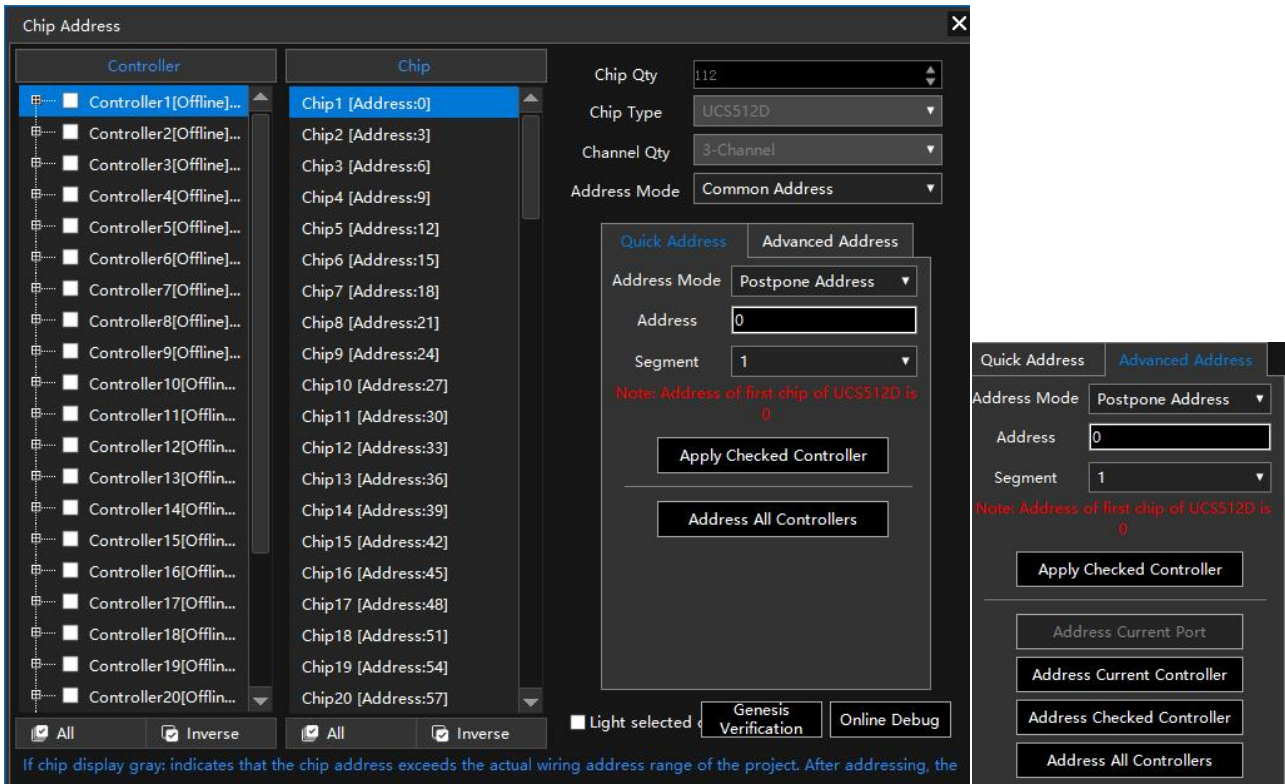 Chip Address
Controller
Controller1[Offline]...
Controller2[Offline]...
Controller3[Offline]...
Controller4[Offline]...
Controller5[Offline]...
Controller6[Offline]...
Controller7[Offline]...
Controller8[Offline]...
Controller9[Offline]...
Controller10[Offlin...
Controller11[Offlin...
Controller12[Offlin...
Controller13[Offlin...
Controller14[Offlin...
Controller15[Offlin...
Controller16[Offlin...
Controller17[Offlin...
Controller18[Offlin...
Controller19[Offlin...
Controller20[Offlin...
All Inverse
Chip
Chip1 [Address:0]
Chip2 [Address:3]
Chip3 [Address:6]
Chip4 [Address:9]
Chip5 [Address:12]
Chip6 [Address:15]
Chip7 [Address:18]
Chip8 [Address:21]
Chip9 [Address:24]
Chip10 [Address:27]
Chip11 [Address:30]
Chip12 [Address:33]
Chip13 [Address:36]
Chip14 [Address:39]
Chip15 [Address:42]
Chip16 [Address:45]
Chip17 [Address:48]
Chip18 [Address:51]
Chip19 [Address:54]
Chip20 [Address:57]
All Inverse
Chip Qty 112
Chip Type UCS512D
Channel Qty 3-Channel
Address Mode Common Address
Quick Address Advanced Address
Address Mode Postpone Address
Address 0
Segment 1
Note: Address of first chip of UCS512D is
0
Apply Checked Controller
Address All Controllers
Light selected
Genesis
Verification
Online Debug
If chip display gray: indicates that the chip address exceeds the actual wiring address range of the project. After addressing, the
Quick Address Advanced Address
Address Mode Postpone Address
Address 0
Segment 1
Note: Address of first chip of UCS512D is
0
Apply Checked Controller
Address Current Port
Address Current Controller
Address Checked Controller
Address All Controllers